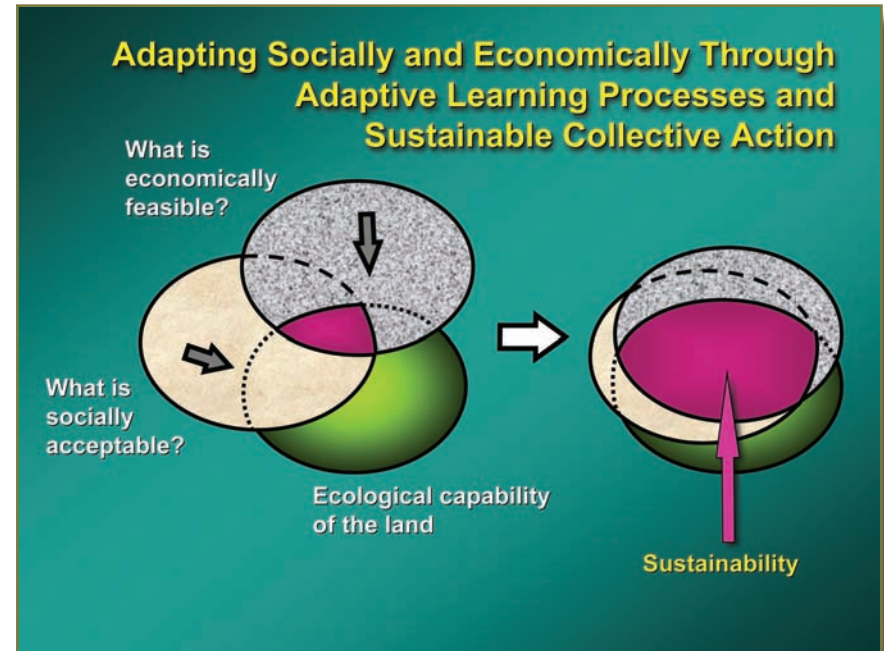 Adapting Socially and Economically Through
Adaptive Learning Processes and
Sustainable Collective Action
What is
economically
feasible?
What is
socially
acceptable?
Ecological capability
of the land
Sustainability